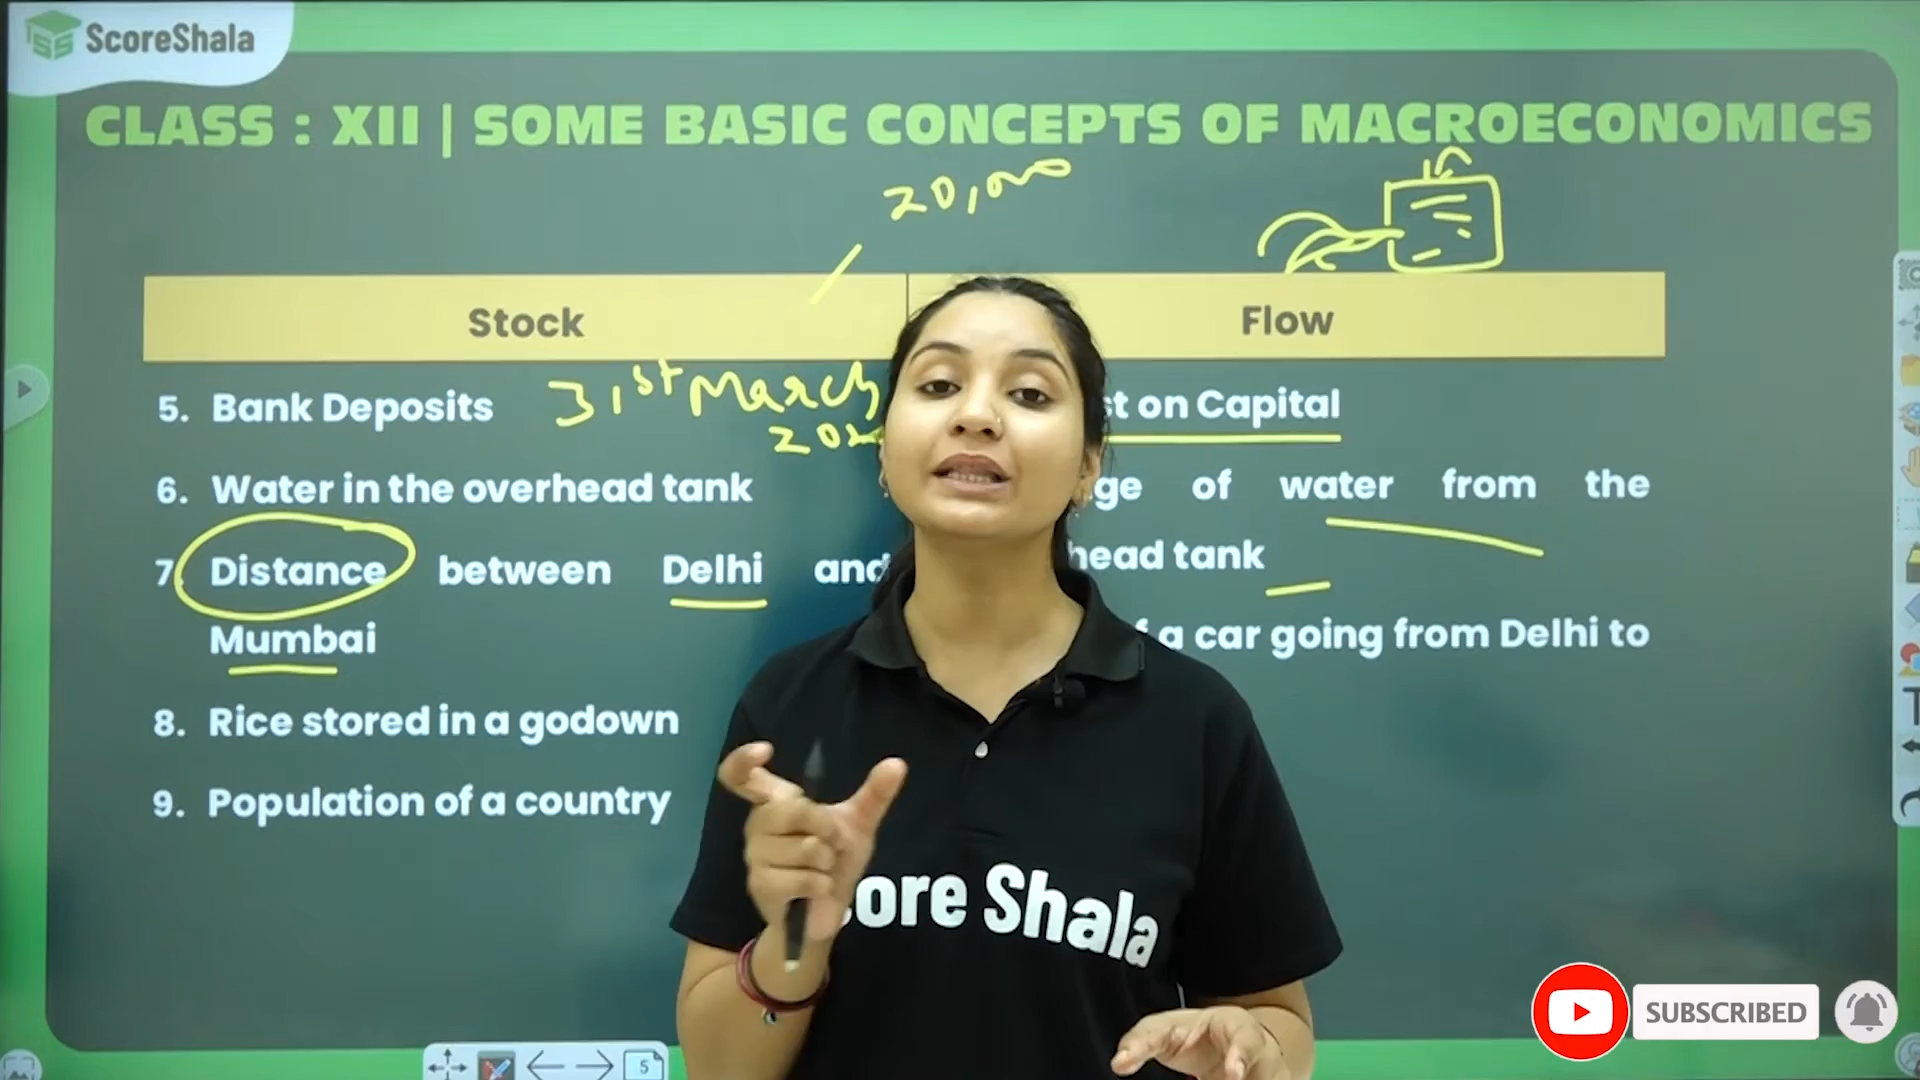 ScoreShala
CLASS : XII | SOME BASIC CONCEPTS OF MACROECONOMICS
20,000
Stock
Flow
5. Bank Deposits
31st March
on Capital
6. Water in the overhead tank
of water from the
7. Distance between Delhi and
head tank
Mumbai
a car going from Delhi to
8. Rice stored in a godown
9. Population of a country
core Shala
SUBSCRIBED
5